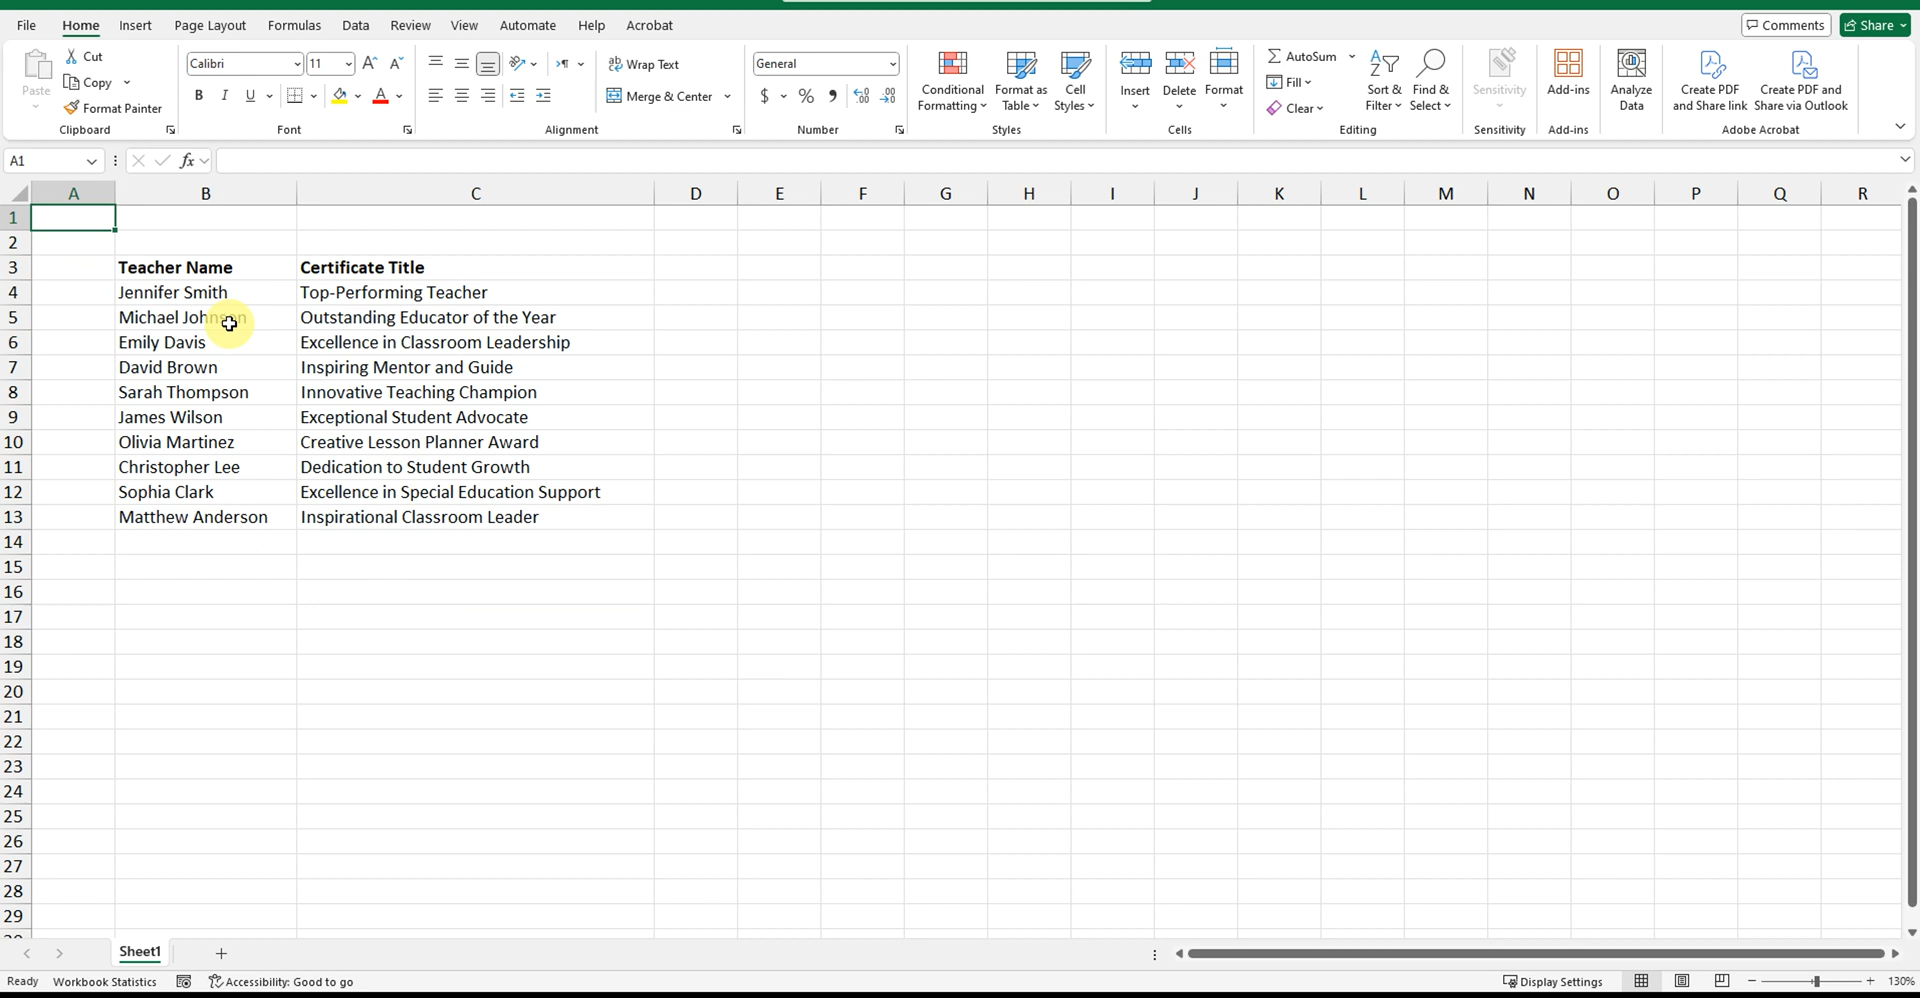 File Home Insert Page Layout Formulas Data Review View Automate Help Acrobat Comments Share
Paste
Cut
Copy
Format Painter
Clipboard
Calibri 11
B I U
Font
Wrap Text
Merge & Center
Alignment
General
$ % ,
Number
Conditional Formatting
Format as Table
Cell Styles
Styles
Insert Delete Format
Cells
AutoSum
Fill
Clear
Sort & Filter
Find & Select
Editing
Sensitivity
Sensitivity
Add-ins
Add-ins
Analyze Data
Create PDF and Share link
Create PDF and Share via Outlook
Adobe Acrobat
A1 fx
A B C D E F G H I J K L M N O P Q R
1
2
3 Teacher Name Certificate Title
4 Jennifer Smith Top-Performing Teacher
5 Michael Johnson Outstanding Educator of the Year
6 Emily Davis Excellence in Classroom Leadership
7 David Brown Inspiring Mentor and Guide
8 Sarah Thompson Innovative Teaching Champion
9 James Wilson Exceptional Student Advocate
10 Olivia Martinez Creative Lesson Planner Award
11 Christopher Lee Dedication to Student Growth
12 Sophia Clark Excellence in Special Education Support
13 Matthew Anderson Inspirational Classroom Leader
14
15
16
17
18
19
20
21
22
23
24
25
26
27
28
29
Sheet1
Ready Workbook Statistics Accessibility: Good to go Display Settings 130%